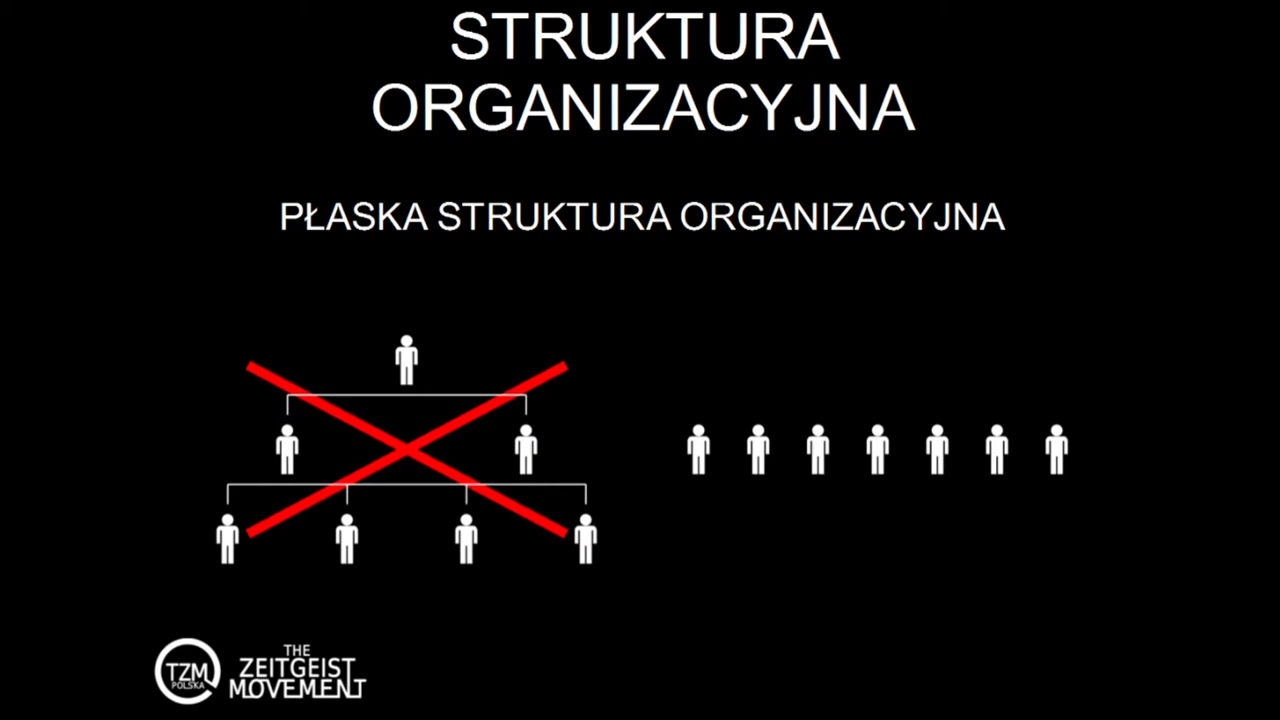 STRUKTURA
ORGANIZACYJNA
PŁASKA STRUKTURA ORGANIZACYJNA
TZM
POLSKA
THE
ZEITGEIST
MOVEMENT